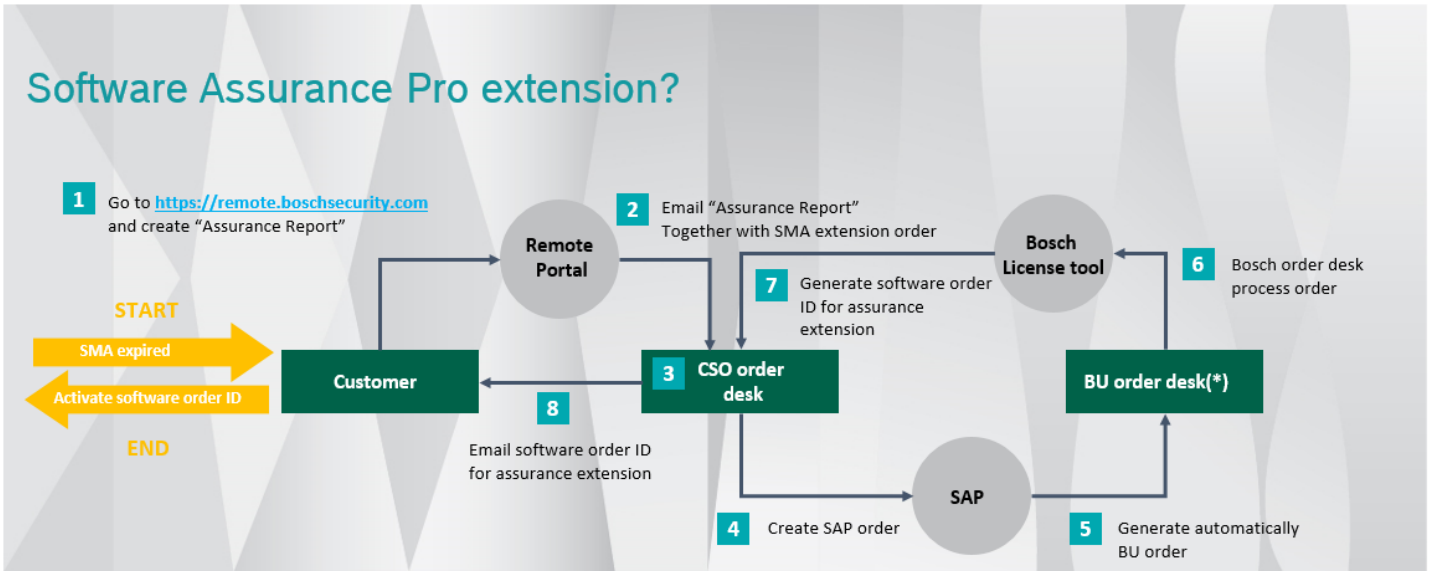 Software Assurance Pro extension?
1
Go to https://remote.boschsecurity.com
and create “Assurance Report”
Remote
Portal
2
Email “Assurance Report”
Together with SMA extension order
Bosch
License tool
6
Bosch order desk
process order
7
Generate software order
ID for assurance
extension
START
SMA expired
Activate software order ID
END
Customer
3
CSO order
desk
BU order desk(*)
8
Email software order ID
for assurance extension
SAP
4
Create SAP order
5
Generate automatically
BU order